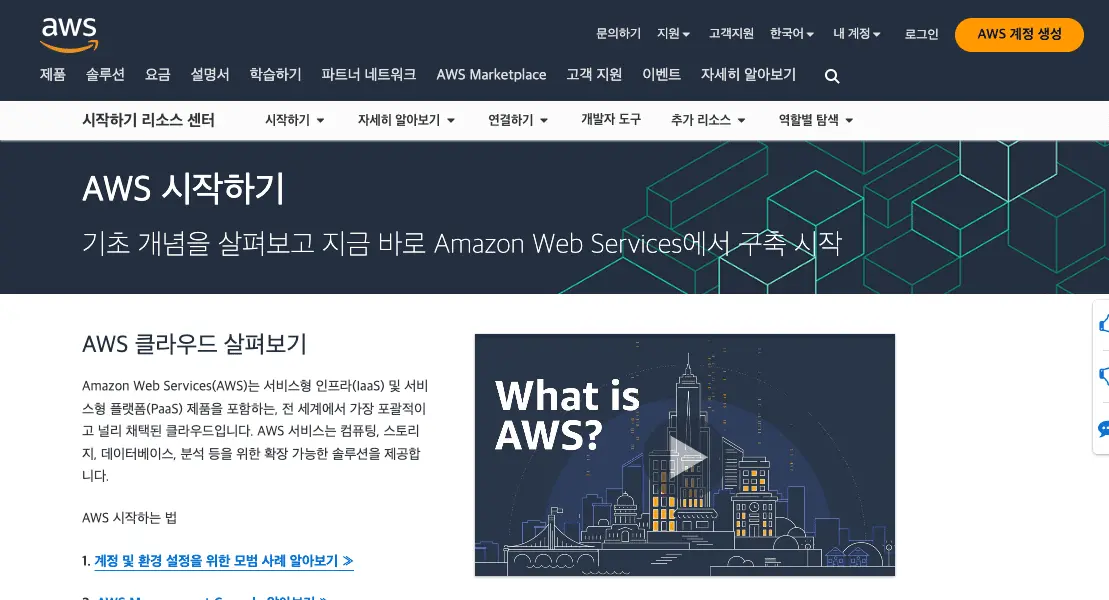 aws
문의하기 지원 고객지원 한국어 내 계정 로그인 AWS 계정 생성
제품 솔루션 요금 설명서 학습하기 파트너 네트워크 AWS Marketplace 고객 지원 이벤트 자세히 알아보기
시작하기 리소스 센터 시작하기 자세히 알아보기 연결하기 개발자 도구 추가 리소스 역할별 탐색
AWS 시작하기
기초 개념을 살펴보고 지금 바로 Amazon Web Services에서 구축 시작
AWS 클라우드 살펴보기
Amazon Web Services(AWS)는 서비스형 인프라(IaaS) 및 서비
스형 플랫폼(PaaS) 제품을 포함하는, 전 세계에서 가장 포괄적이
고 널리 채택된 클라우드입니다. AWS 서비스는 컴퓨팅, 스토리
지, 데이터베이스, 분석 등을 위한 확장 가능한 솔루션을 제공합
니다.
AWS 시작하는 법
1. 계정 및 환경 설정을 위한 모범 사례 알아보기 ≫
What is
AWS?